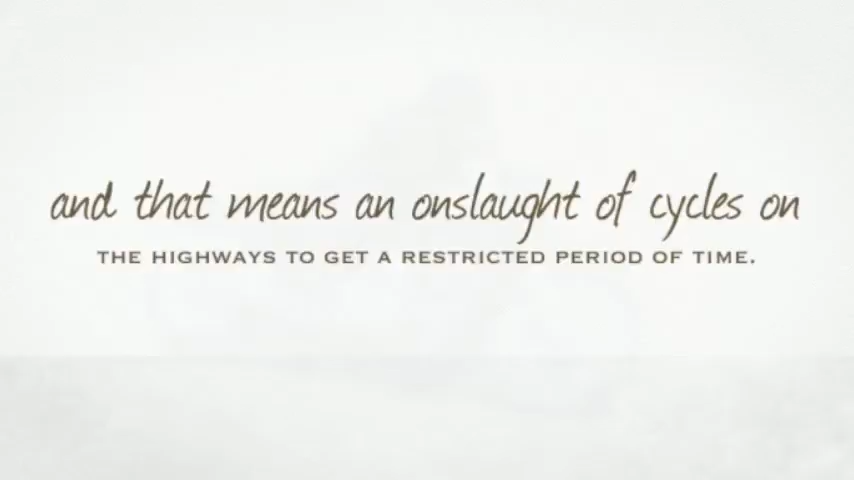 and that means an onslaught of cycles on
THE HIGHWAYS TO GET A RESTRICTED PERIOD OF TIME.